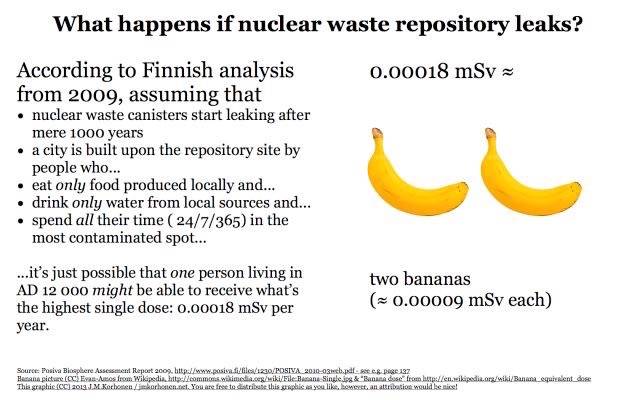 What happens if nuclear waste repository leaks?
According to Finnish analysis
from 2009, assuming that
• nuclear waste canisters start leaking after
mere 1000 years
• a city is built upon the repository site by
people who...
• eat only food produced locally and...
• drink only water from local sources and...
• spend all their time ( 24/7/365) in the
most contaminated spot...
...it's just possible that one person living in
AD 12 000 might be able to receive what's
the highest single dose: 0.00018 mSv per
year.
0.00018 mSv ≈
two bananas
(≈ 0.00009 mSv each)
Source: Posiva Biosphere Assessment Report 2009, http://www.posiva.fi/files/1230/POSIVA_2010-03web.pdf - see e.g. page 137
Banana picture (CC) Evan-Amos from Wikipedia, http://commons.wikimedia.org/wiki/File:Banana-Single.jpg & "Banana dose" from http://en.wikipedia.org/wiki/Banana_equivalent_dose
This graphic (CC) 2013 J.M.Korhonen / jmkorhonen.net. You are free to distribute this graphic as you like, however, an attribution would be nice!